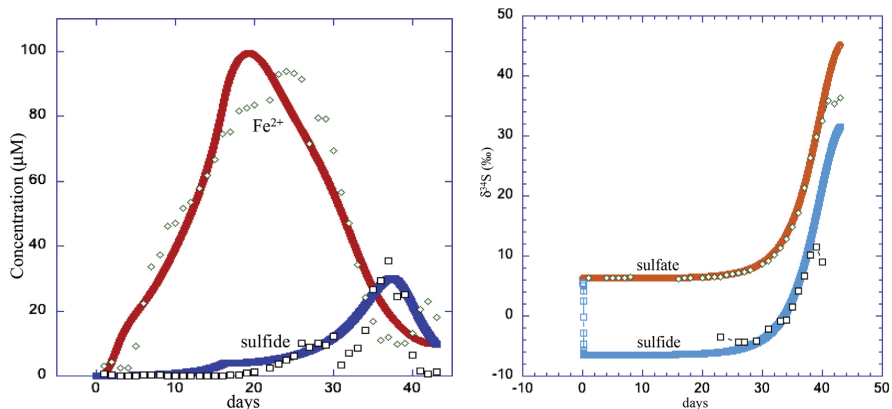 100
80
60
40
20
0
Concentration (μM)
Fe²⁺
sulfide
0 10 20 30 40
days
50
40
30
20
10
0
-10
δ³⁴S (‰)
sulfate
sulfide
-10 0 10 20 30 40 50
days